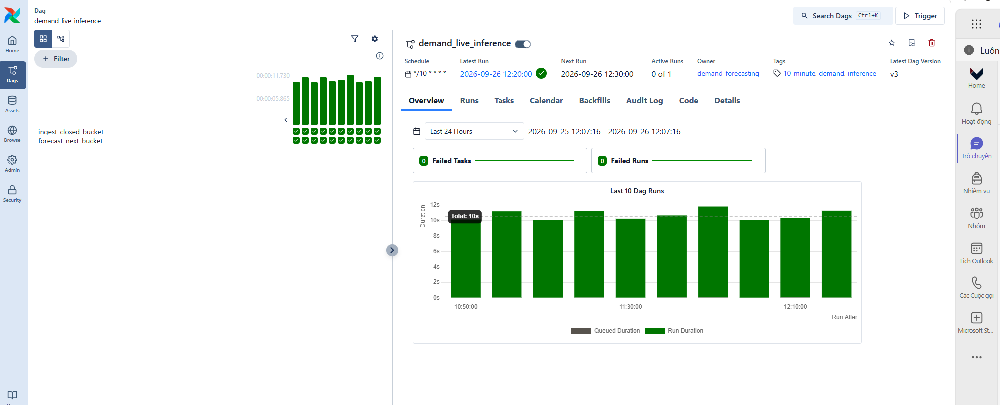 Dag
demand_live_inference
Search Dags Ctrl+K
Trigger
Home
Dags
Assets
Browse
Admin
Security
Filter
00:00:11.730
00:00:05.865
ingest_closed_bucket
forecast_next_bucket
demand_live_inference
Schedule
*/10 * * * *
Latest Run
2026-09-26 12:20:00
Next Run
2026-09-26 12:30:00
Active Runs
0 of 1
Owner
demand-forecasting
Tags
10-minute, demand, inference
Latest Dag Version
v3
Overview Runs Tasks Calendar Backfills Audit Log Code Details
Last 24 Hours
2026-09-25 12:07:16 - 2026-09-26 12:07:16
0 Failed Tasks
0 Failed Runs
Last 10 Dag Runs
Duration
12s
10s
8s
6s
4s
2s
0s
Total: 10s
10:50:00 11:30:00 12:10:00
Run After
Queued Duration Run Duration
Luôn
Home
Hoạt động
Trò chuyện
Nhiệm vụ
Nhóm
Lịch Outlook
Các Cuộc gọi
Microsoft St...